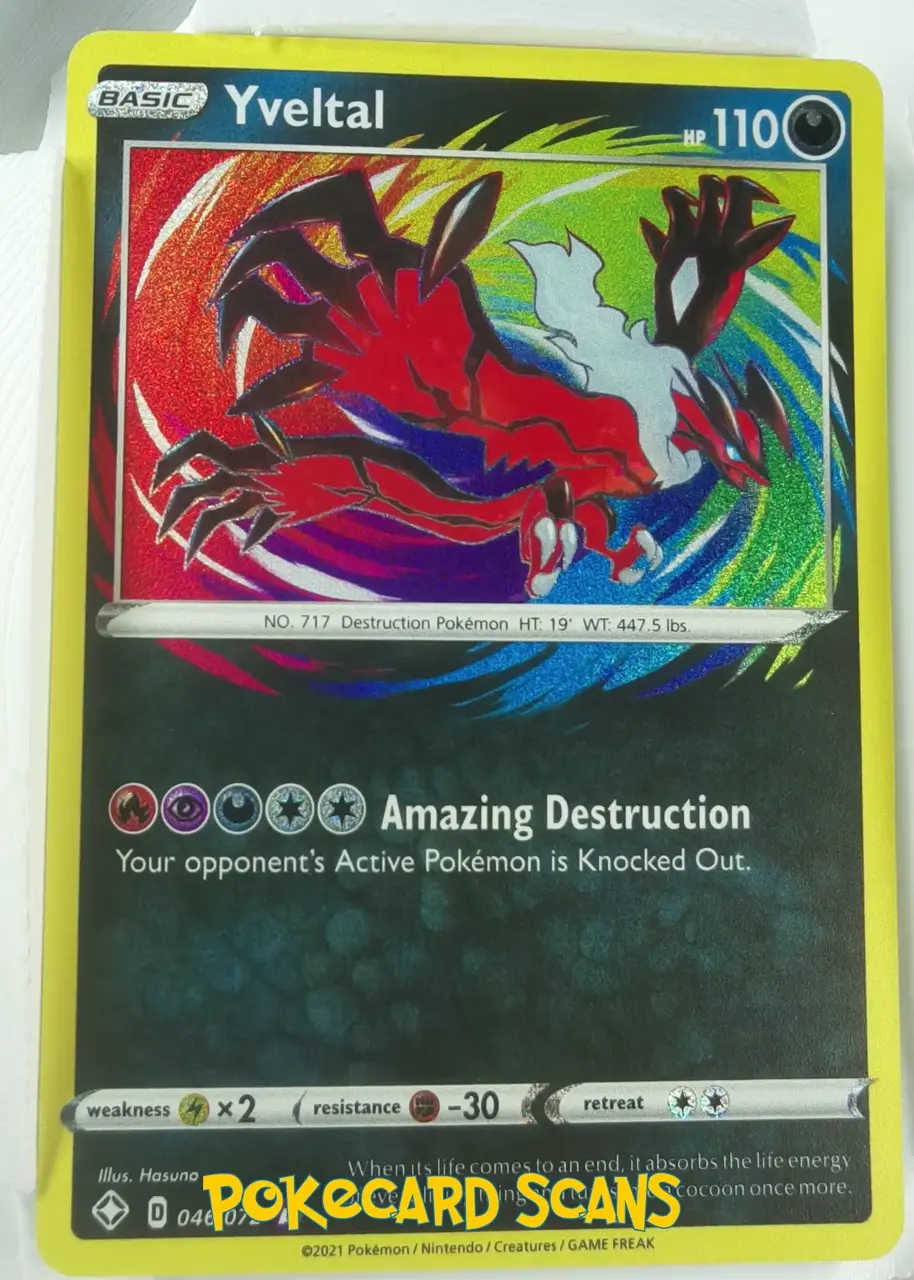 BASIC Yveltal HP 110
NO. 717 Destruction Pokémon HT: 19' WT: 447.5 lbs.
Amazing Destruction
Your opponent's Active Pokémon is Knocked Out.
weakness ×2 resistance -30 retreat
Illus. Hasuno
When its life comes to an end, it absorbs the life energy
cocoon once more.
D 046/072
POKECARD SCANS
©2021 Pokémon / Nintendo / Creatures / GAME FREAK